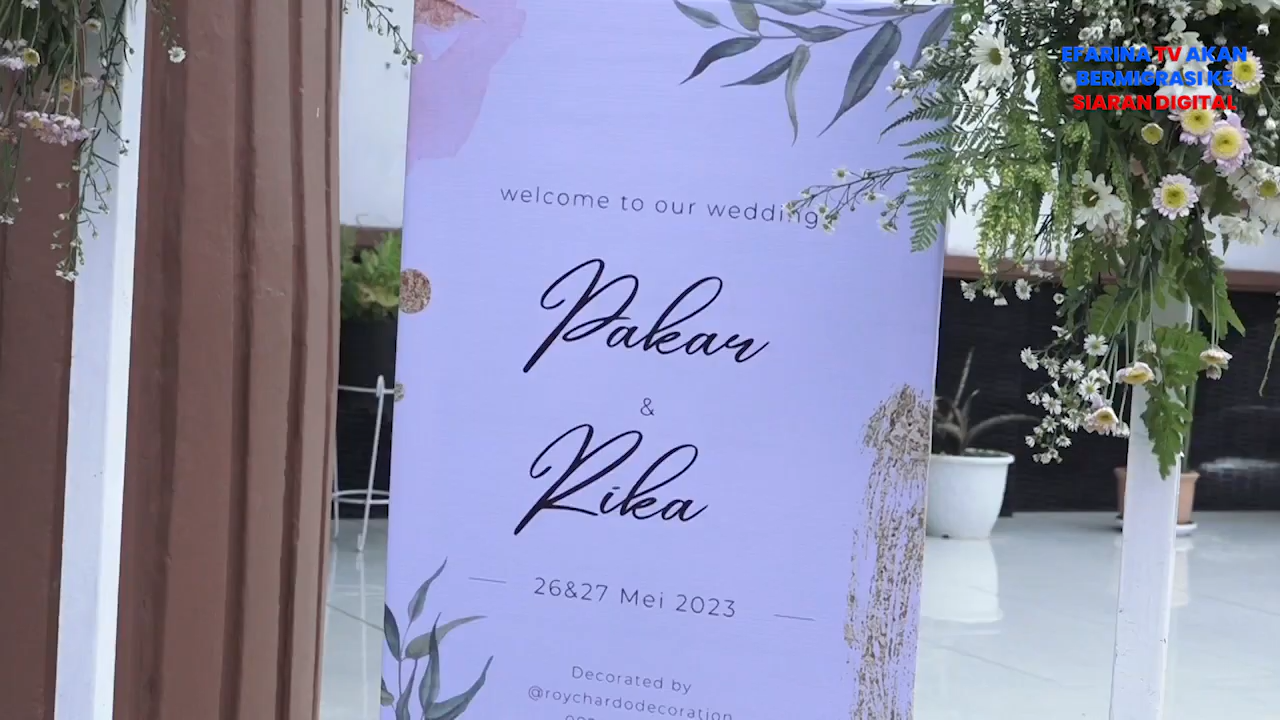 EFARINA TV AKAN
BERMIGRASI KE
SIARAN DIGITAL
welcome to our wedding
Pakar
&
Rika
26&27 Mei 2023
Decorated by
@roychardodecoration